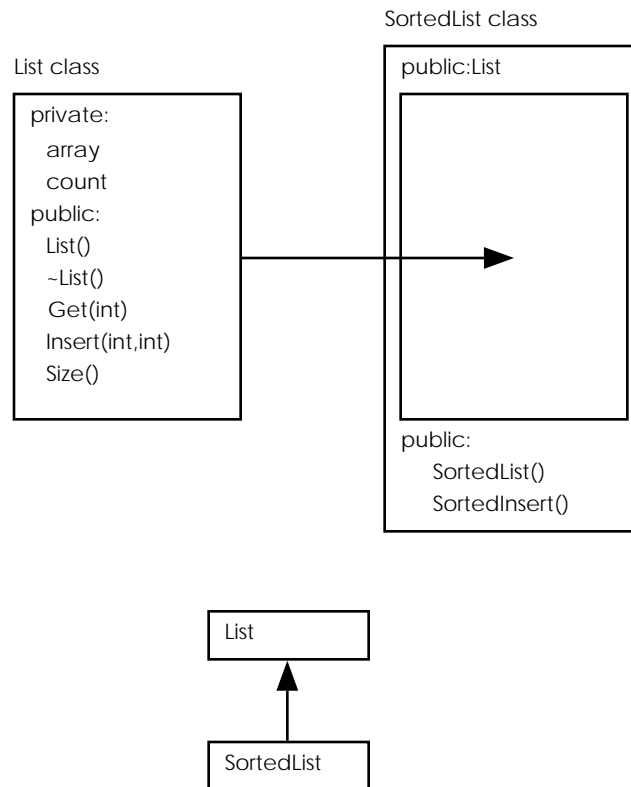 SortedList class
List class
public:List
private:
array
count
public:
List()
~List()
Get(int)
Insert(int,int)
Size()
public:
SortedList()
SortedInsert()
List
SortedList